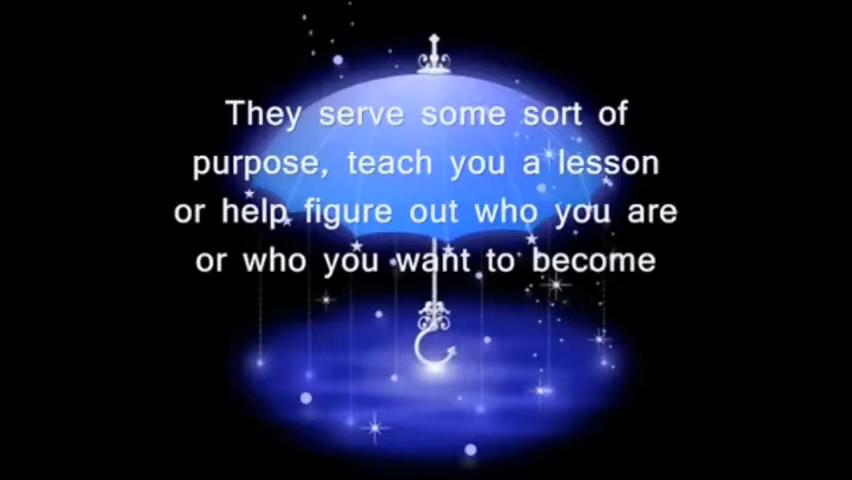 They serve some sort of
purpose, teach you a lesson
or help figure out who you are
or who you want to become